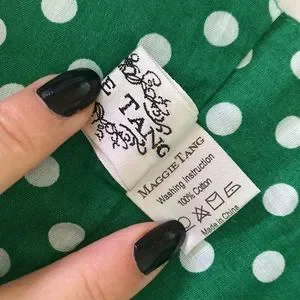 E TANG
MAGGIE TANG
Washing Instruction
100% Cotton
Made in China